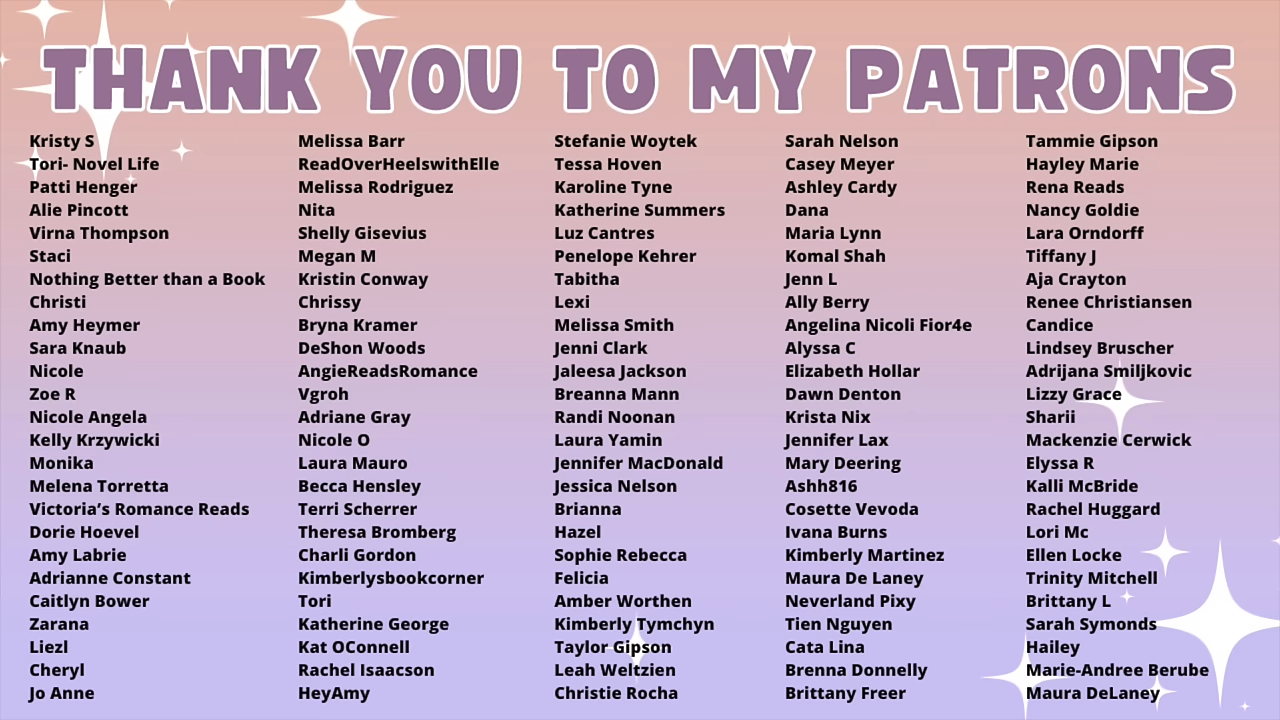 THANK YOU TO MY PATRONS
Kristy S
Tori- Novel Life
Patti Henger
Alie Pincott
Virna Thompson
Staci
Nothing Better than a Book
Christi
Amy Heymer
Sara Knaub
Nicole
Zoe R
Nicole Angela
Kelly Krzywicki
Monika
Melena Torretta
Victoria’s Romance Reads
Dorie Hoevel
Amy Labrie
Adrianne Constant
Caitlyn Bower
Zarana
Liezl
Cheryl
Jo Anne
Melissa Barr
ReadOverHeelswithElle
Melissa Rodriguez
Nita
Shelly Gisevius
Megan M
Kristin Conway
Chrissy
Bryna Kramer
DeShon Woods
AngieReadsRomance
Vgroh
Adriane Gray
Nicole O
Laura Mauro
Becca Hensley
Terri Scherrer
Theresa Bromberg
Charli Gordon
Kimberlysbookcorner
Tori
Katherine George
Kat OConnell
Rachel Isaacson
HeyAmy
Stefanie Woytek
Tessa Hoven
Karoline Tyne
Katherine Summers
Luz Cantres
Penelope Kehrer
Tabitha
Lexi
Melissa Smith
Jenni Clark
Jaleesa Jackson
Breanna Mann
Randi Noonan
Laura Yamin
Jennifer MacDonald
Jessica Nelson
Brianna
Hazel
Sophie Rebecca
Felicia
Amber Worthen
Kimberly Tymchyn
Taylor Gipson
Leah Weltzien
Christie Rocha
Sarah Nelson
Casey Meyer
Ashley Cardy
Dana
Maria Lynn
Komal Shah
Jenn L
Ally Berry
Angelina Nicoli Fior4e
Alyssa C
Elizabeth Hollar
Dawn Denton
Krista Nix
Jennifer Lax
Mary Deering
Ashh816
Cosette Vevoda
Ivana Burns
Kimberly Martinez
Maura De Laney
Neverland Pixy
Tien Nguyen
Cata Lina
Brenna Donnelly
Brittany Freer
Tammie Gipson
Hayley Marie
Rena Reads
Nancy Goldie
Lara Orndorff
Tiffany J
Aja Crayton
Renee Christiansen
Candice
Lindsey Bruscher
Adrijana Smiljkovic
Lizzy Grace
Sharii
Mackenzie Cerwick
Elyssa R
Kalli McBride
Rachel Huggard
Lori Mc
Ellen Locke
Trinity Mitchell
Brittany L
Sarah Symonds
Hailey
Marie-Andree Berube
Maura DeLaney